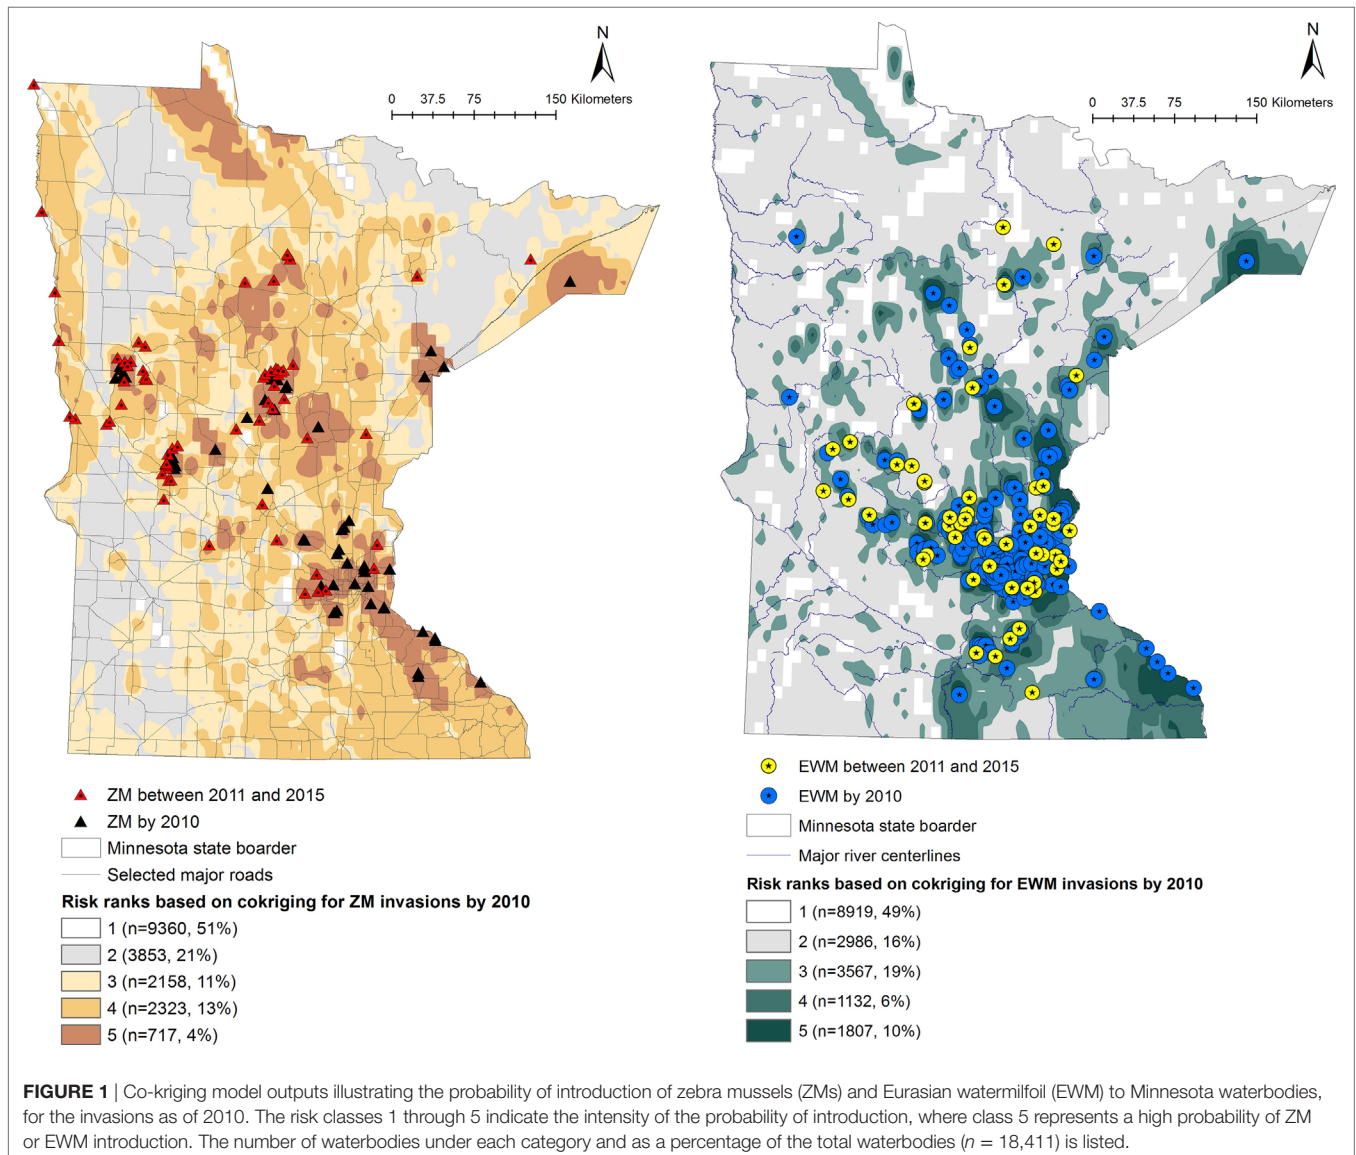 N
0 37.5 75 150 Kilometers
ZM between 2011 and 2015
ZM by 2010
Minnesota state boarder
Selected major roads
Risk ranks based on cokriging for ZM invasions by 2010
1 (n=9360, 51%)
2 (3853, 21%)
3 (n=2158, 11%)
4 (n=2323, 13%)
5 (n=717, 4%)
N
0 37.5 75 150 Kilometers
EWM between 2011 and 2015
EWM by 2010
Minnesota state boarder
Major river centerlines
Risk ranks based on cokriging for EWM invasions by 2010
1 (n=8919, 49%)
2 (n=2986, 16%)
3 (n=3567, 19%)
4 (n=1132, 6%)
5 (n=1807, 10%)
FIGURE 1 | Co-kriging model outputs illustrating the probability of introduction of zebra mussels (ZMs) and Eurasian watermilfoil (EWM) to Minnesota waterbodies,
for the invasions as of 2010. The risk classes 1 through 5 indicate the intensity of the probability of introduction, where class 5 represents a high probability of ZM
or EWM introduction. The number of waterbodies under each category and as a percentage of the total waterbodies (n = 18,411) is listed.